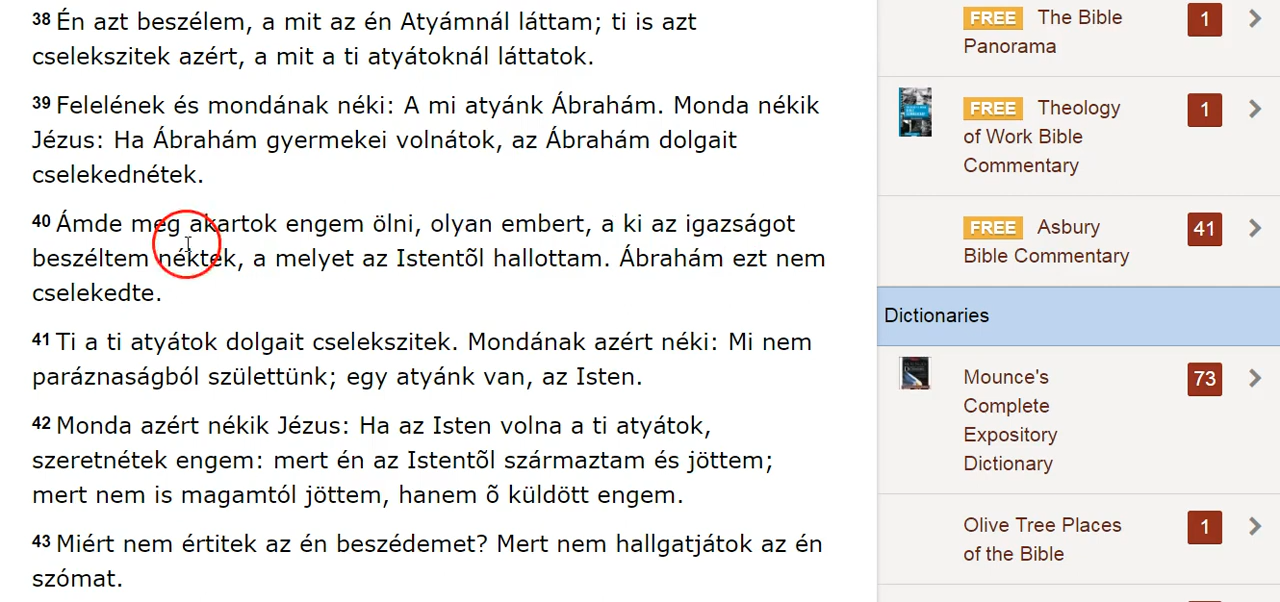 38 Én azt beszélem, a mit az én Atyámnál láttam; ti is azt
cselekszitek azért, a mit a ti atyátoknál láttatok.
39 Felelének és mondának néki: A mi atyánk Ábrahám. Monda nékik
Jézus: Ha Ábrahám gyermekei volnátok, az Ábrahám dolgait
cselekednétek.
40 Ámde meg akartok engem ölni, olyan embert, a ki az igazságot
beszéltem néktek, a melyet az Istentõl hallottam. Ábrahám ezt nem
cselekedte.
41 Ti a ti atyátok dolgait cselekszitek. Mondának azért néki: Mi nem
paráznaságból születtünk; egy atyánk van, az Isten.
42 Monda azért nékik Jézus: Ha az Isten volna a ti atyátok,
szeretnétek engem: mert én az Istentõl származtam és jöttem;
mert nem is magamtól jöttem, hanem õ küldött engem.
43 Miért nem értitek az én beszédemet? Mert nem hallgatjátok az én
szómat.
FREE The Bible 1
Panorama
FREE Theology 1
of Work Bible
Commentary
FREE Asbury 41
Bible Commentary
Dictionaries
Mounce's 73
Complete
Expository
Dictionary
Olive Tree Places 1
of the Bible